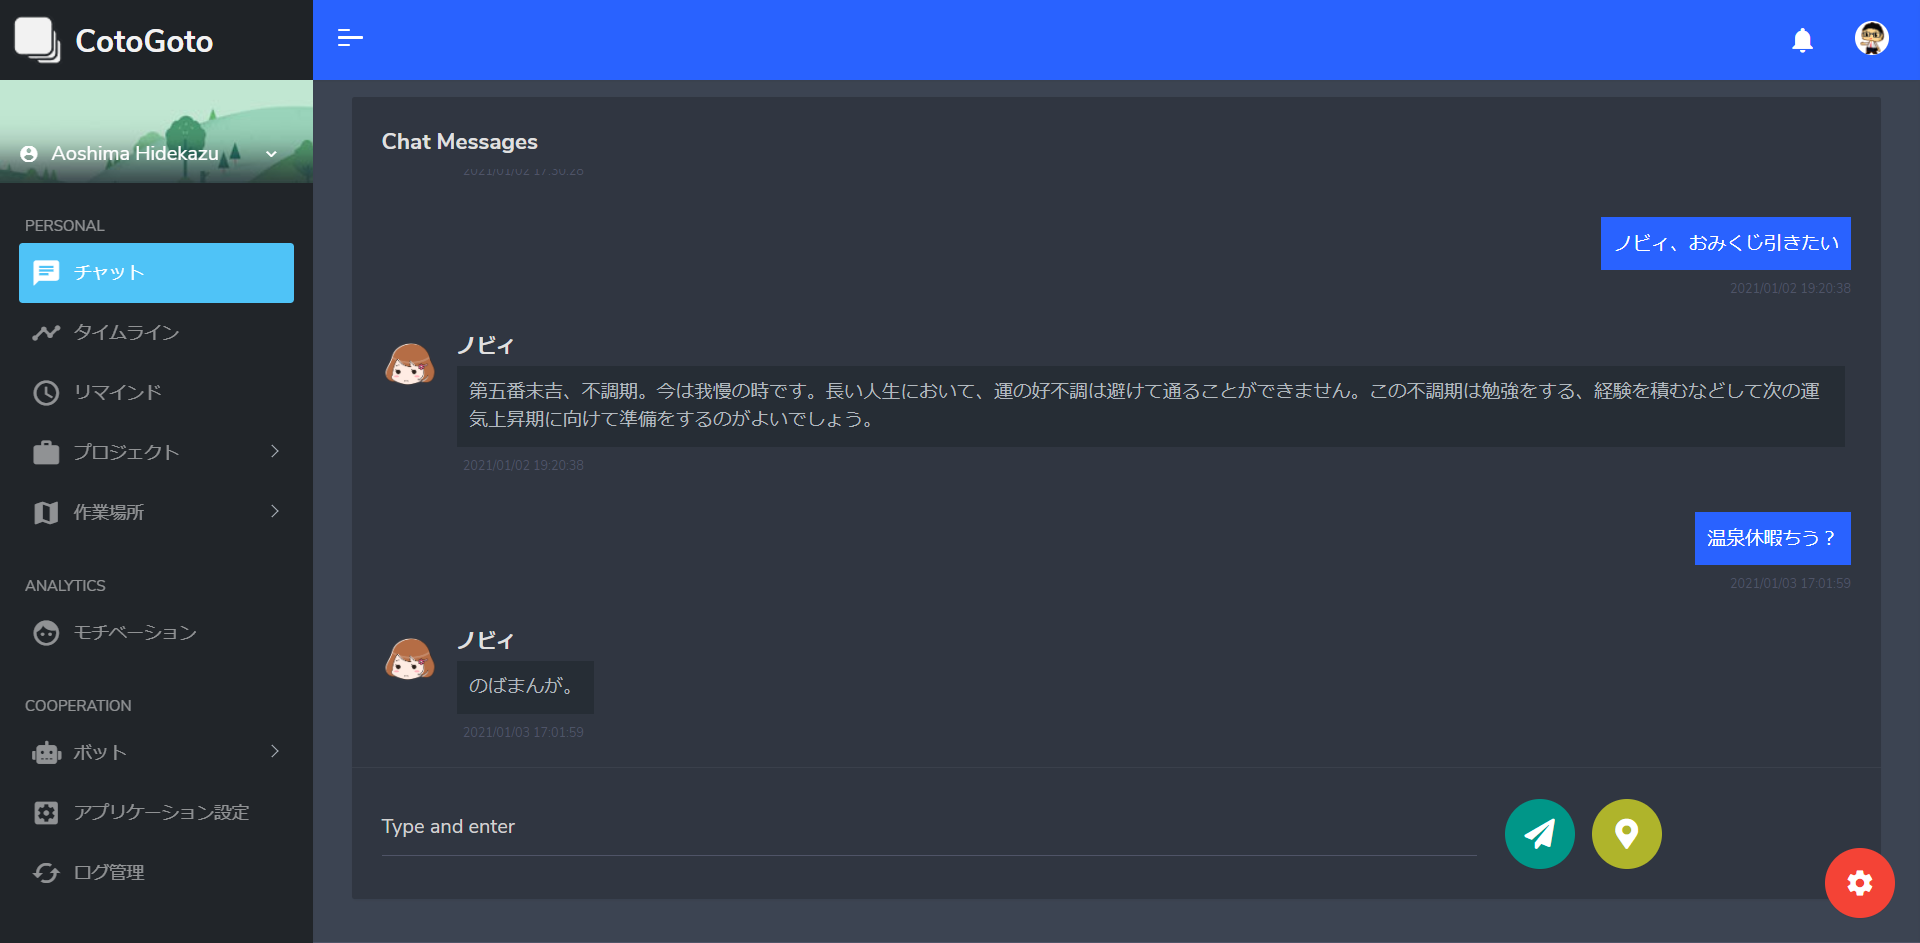 CotoGoto
Aoshima Hidekazu
PERSONAL
チャット
タイムライン
リマインド
プロジェクト
作業場所
ANALYTICS
モチベーション
COOPERATION
ボット
アプリケーション設定
ログ管理
Chat Messages
2021/01/02 17:30:28
ノビィ、おみくじ引きたい
2021/01/02 19:20:38
ノビィ
第五番末吉、不調期。今は我慢の時です。長い人生において、運の好不調は避けて通ることができません。この不調期は勉強をする、経験を積むなどして次の運
気上昇期に向けて準備をするのがよいでしょう。
2021/01/02 19:20:38
温泉休暇ちう？
2021/01/03 17:01:59
ノビィ
のばまんが。
2021/01/03 17:01:59
Type and enter